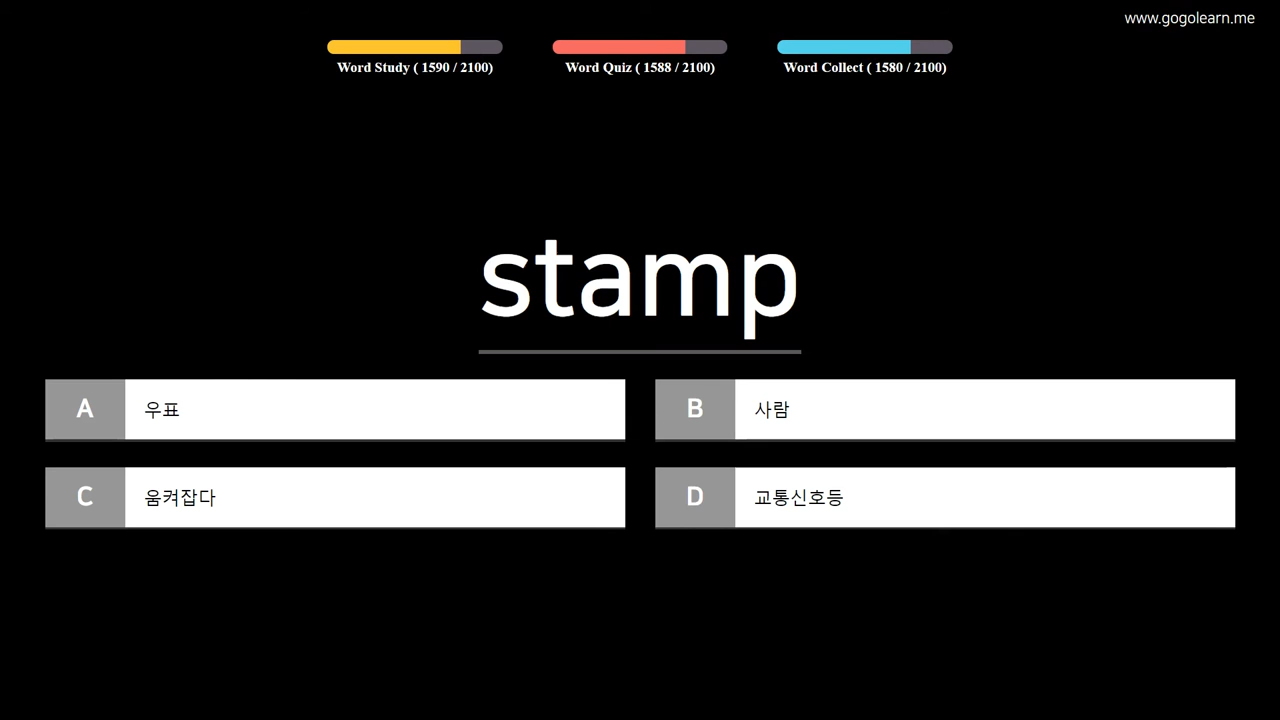 www.gogolearn.me
Word Study ( 1590 / 2100)
Word Quiz ( 1588 / 2100)
Word Collect ( 1580 / 2100)
stamp
A 우표
B 사람
C 움켜잡다
D 교통신호등